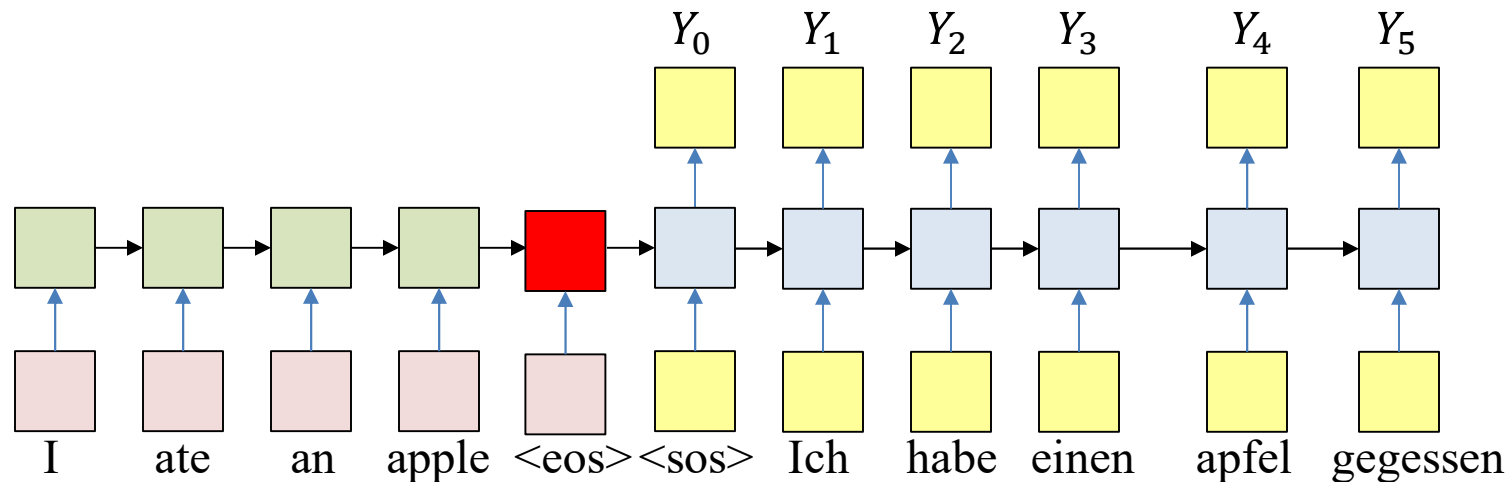 Y₀ Y₁ Y₂ Y₃ Y₄ Y₅
I ate an apple <eos> <sos> Ich habe einen apfel gegessen